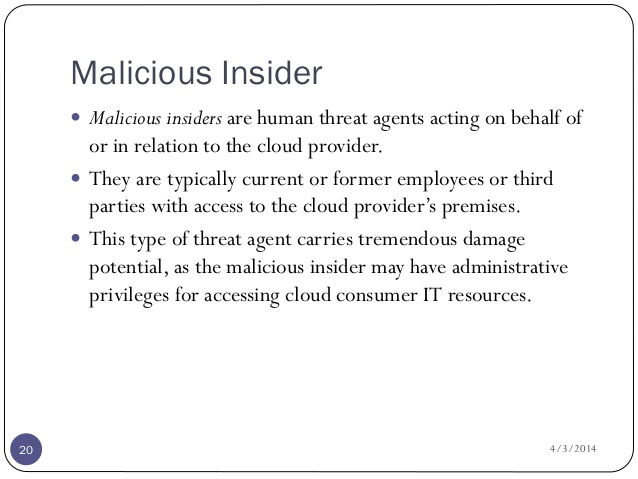 Malicious Insider
• Malicious insiders are human threat agents acting on behalf of
or in relation to the cloud provider.
• They are typically current or former employees or third
parties with access to the cloud provider's premises.
• This type of threat agent carries tremendous damage
potential, as the malicious insider may have administrative
privileges for accessing cloud consumer IT resources.
20
4/3/2014